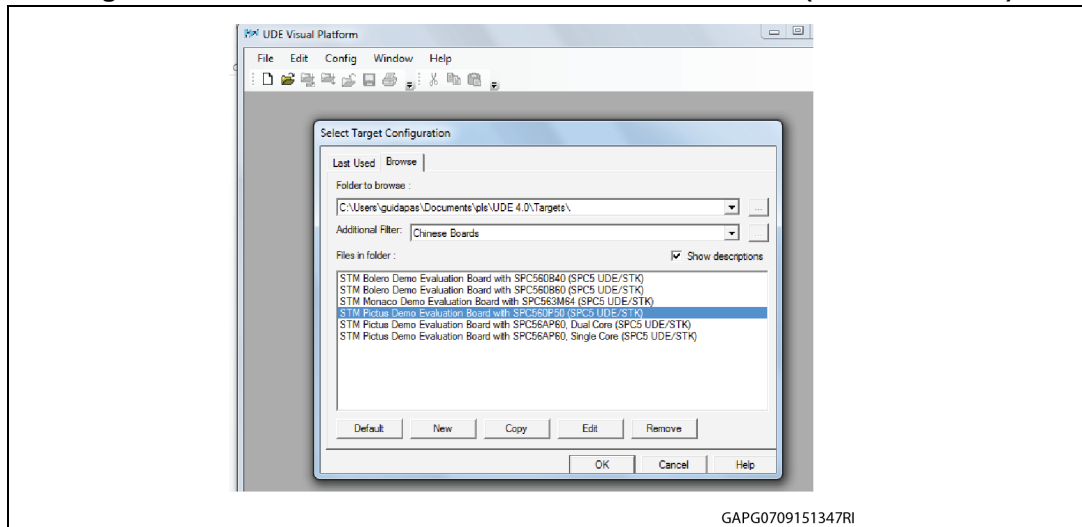 UDE Visual Platform
File Edit Config Window Help
Select Target Configuration
Last Used Browse
Folder to browse :
C:\Users\guidapas\Documents\pls\UDE 4.0\Targets\
Additional Filter: Chinese Boards
Files in folder : Show descriptions
STM Bolero Demo Evaluation Board with SPC560B40 (SPC5 UDE/STK)
STM Bolero Demo Evaluation Board with SPC560B60 (SPC5 UDE/STK)
STM Monaco Demo Evaluation Board with SPC563M64 (SPC5 UDE/STK)
STM Pictus Demo Evaluation Board with SPC560P50 (SPC5 UDE/STK)
STM Pictus Demo Evaluation Board with SPC56AP60, Dual Core (SPC5 UDE/STK)
STM Pictus Demo Evaluation Board with SPC56AP60, Single Core (SPC5 UDE/STK)
Default New Copy Edit Remove
OK Cancel Help
GAPG0709151347RI